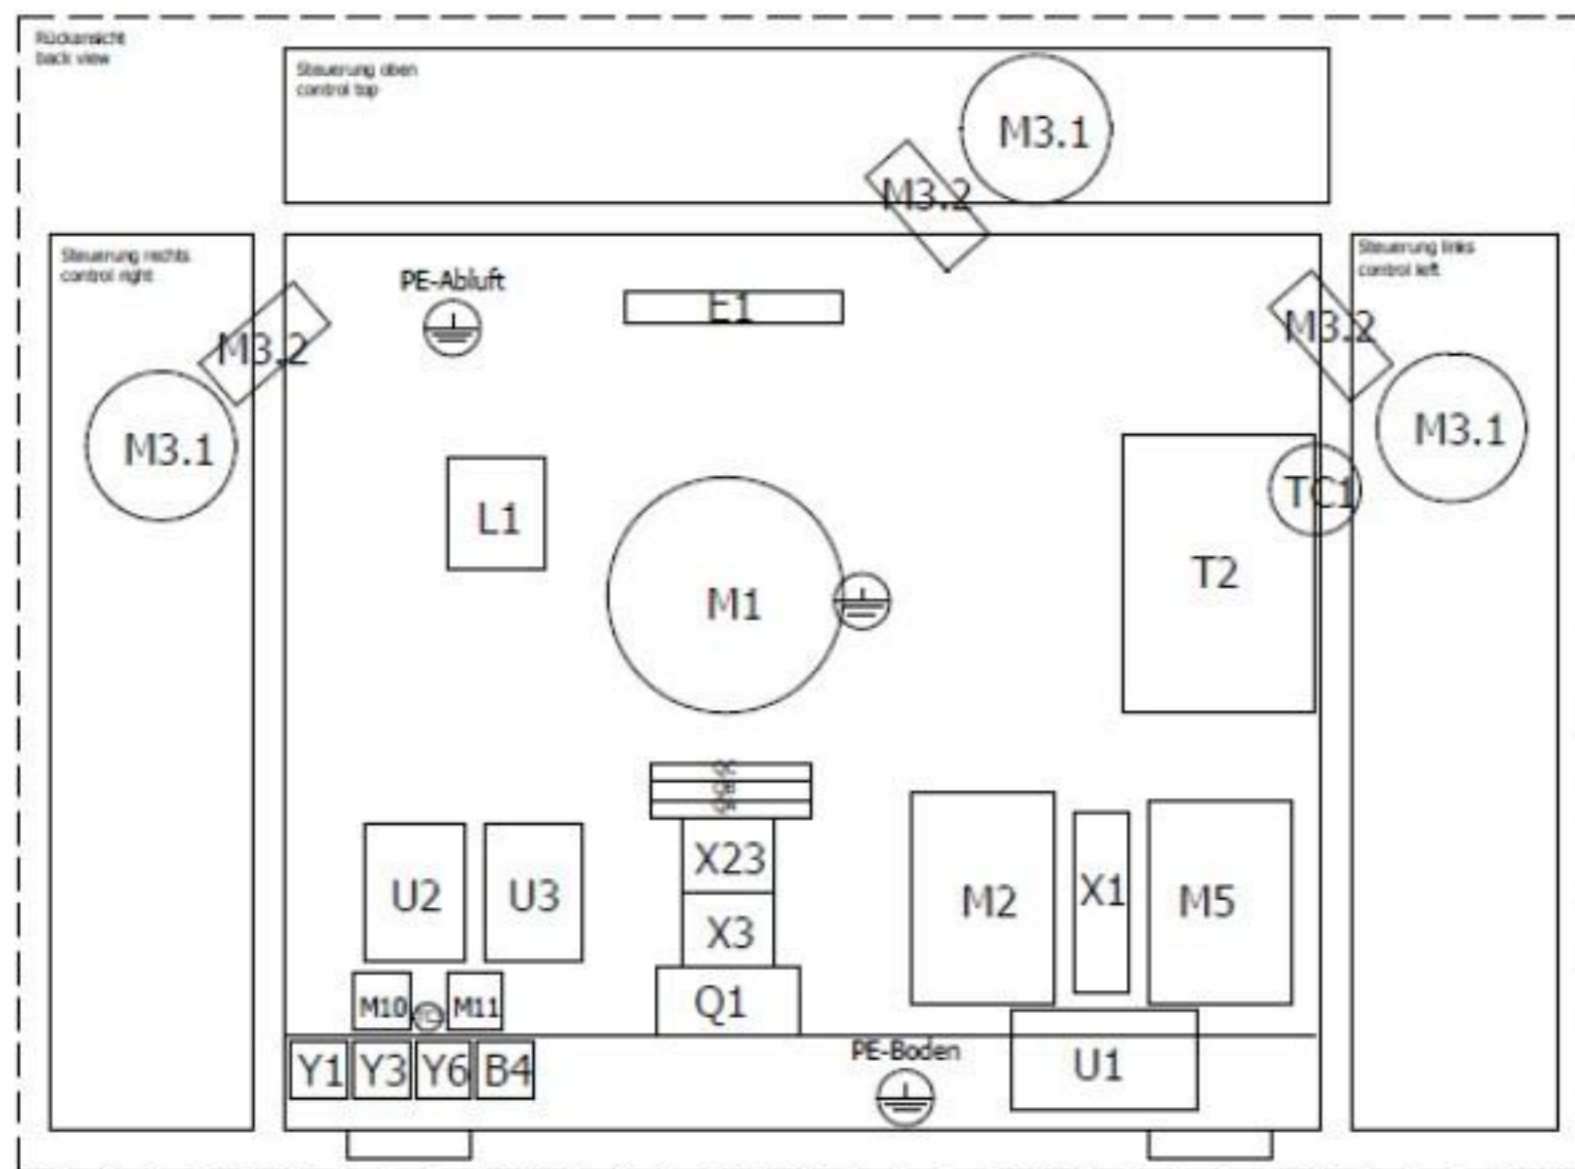 Rückansicht
back view
Steuerung oben
control top
M3.1
M3.2
Steuerung rechts
control right
Steuerung links
control left
PE-Abluft
E1
M3.2
M3.2
M3.1
M3.1
TC1
L1
T2
M1
X23
U2
U3
M2
X1
M5
X3
M10
M11
Q1
PE-Boden
Y1
Y3
Y6
B4
U1